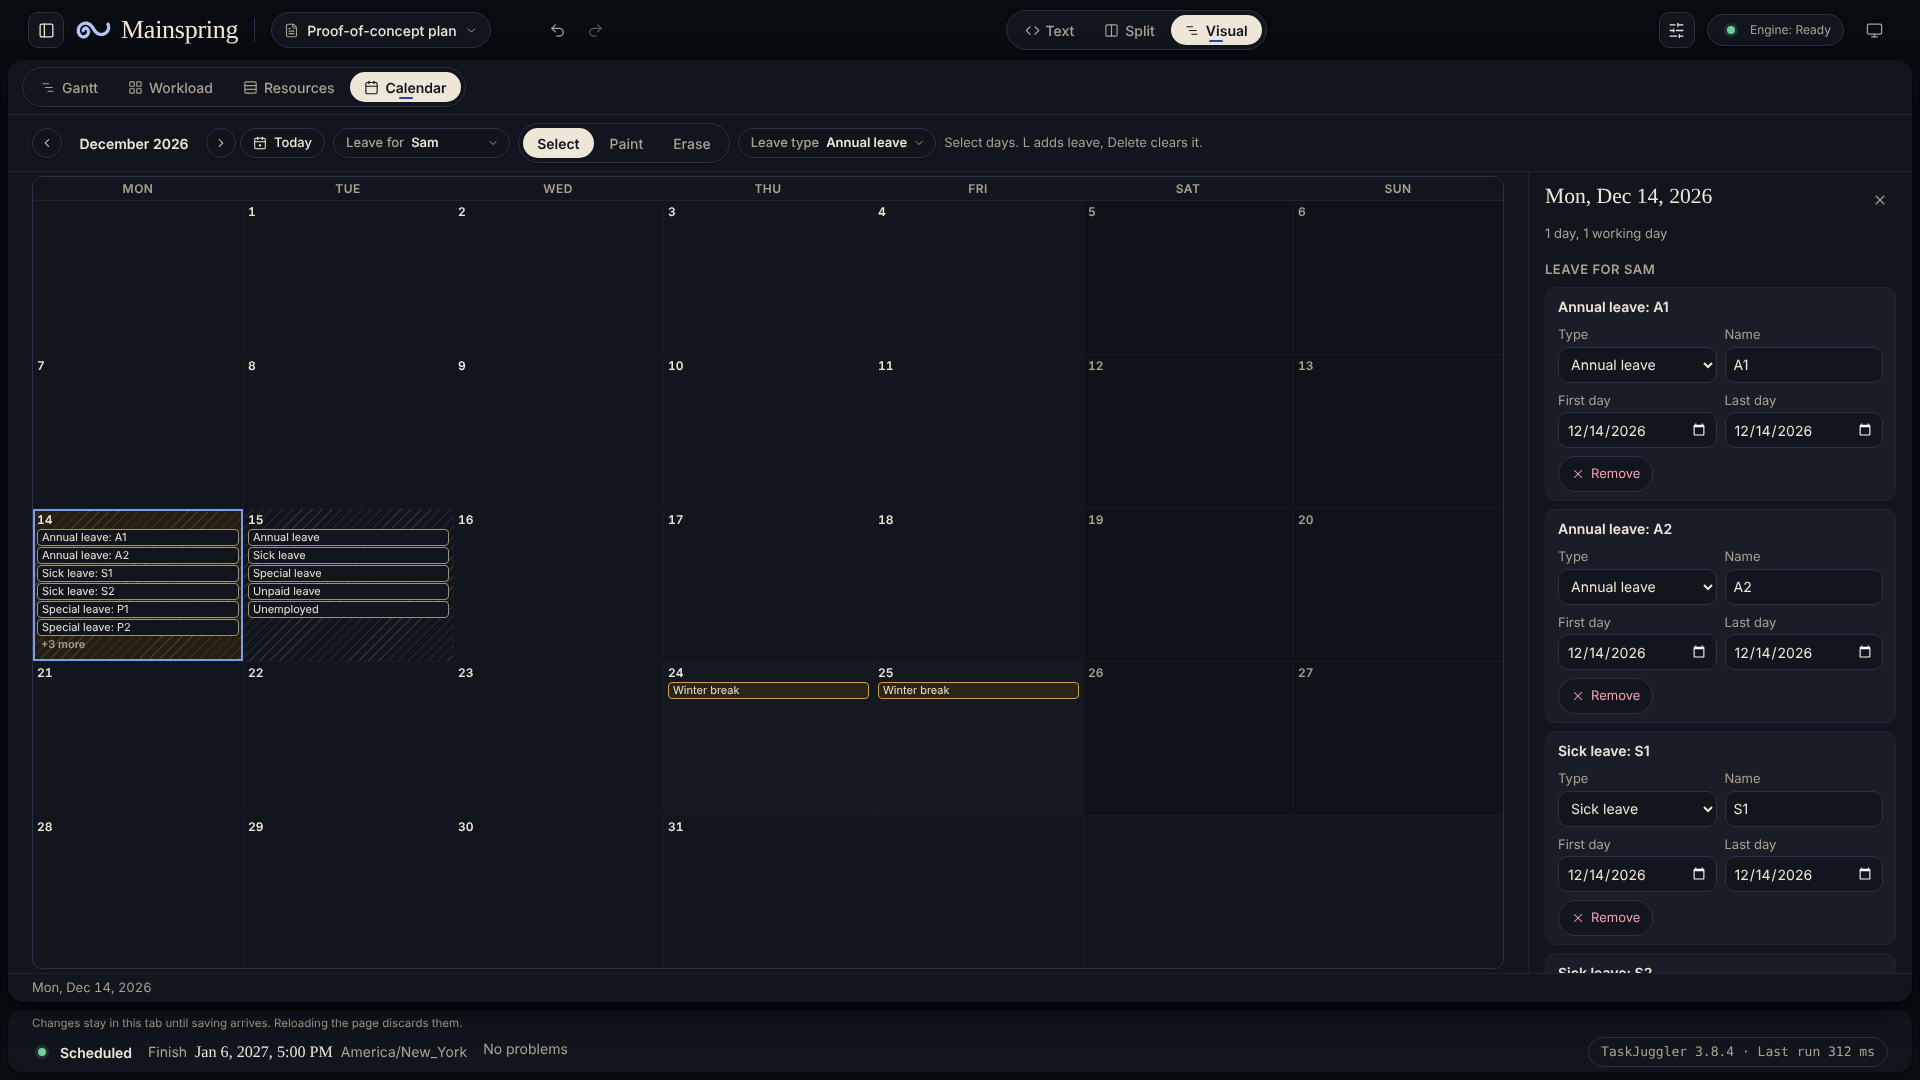 Mainspring
Proof-of-concept plan
Text
Split
Visual
Engine: Ready
Gantt
Workload
Resources
Calendar
December 2026
Today
Leave for Sam
Select
Paint
Erase
Leave type Annual leave
Select days. L adds leave, Delete clears it.
MON TUE WED THU FRI SAT SUN
1 2 3 4 5 6
7 8 9 10 11 12 13
14 15 16 17 18 19 20
Annual leave: A1
Annual leave: A2
Sick leave: S1
Sick leave: S2
Special leave: P1
Special leave: P2
+3 more
Annual leave
Sick leave
Special leave
Unpaid leave
Unemployed
21 22 23 24 25 26 27
Winter break
Winter break
28 29 30 31
Mon, Dec 14, 2026
1 day, 1 working day
LEAVE FOR SAM
Annual leave: A1
Type Name
Annual leave A1
First day Last day
12/14/2026 12/14/2026
Remove
Annual leave: A2
Type Name
Annual leave A2
First day Last day
12/14/2026 12/14/2026
Remove
Sick leave: S1
Type Name
Sick leave S1
First day Last day
12/14/2026 12/14/2026
Remove
Sick leave: S2
Mon, Dec 14, 2026
Changes stay in this tab until saving arrives. Reloading the page discards them.
Scheduled Finish Jan 6, 2027, 5:00 PM America/New_York No problems
TaskJuggler 3.8.4 · Last run 312 ms